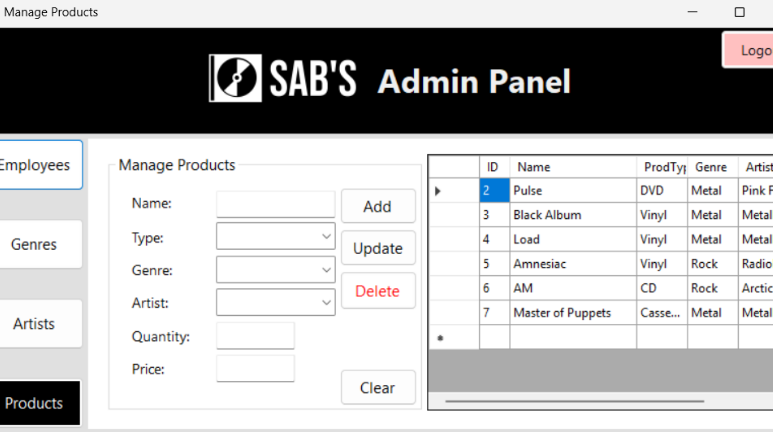 Manage Products
Logo
SAB'S Admin Panel
Employees
Genres
Artists
Products
Manage Products
Name:
Type:
Genre:
Artist:
Quantity:
Price:
Add
Update
Delete
Clear
ID Name ProdTyp Genre Artist
2 Pulse DVD Metal Pink F
3 Black Album Vinyl Metal Metal
4 Load Vinyl Metal Metal
5 Amnesiac Vinyl Rock Radio
6 AM CD Rock Arctic
7 Master of Puppets Casse... Metal Metal